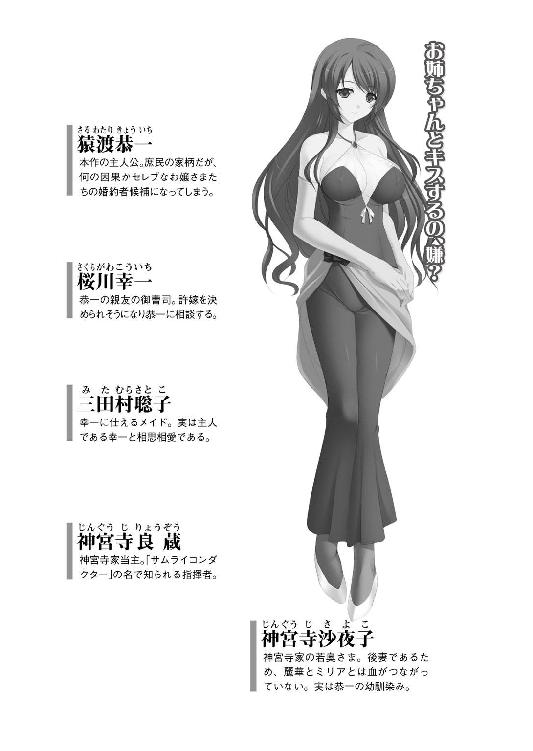 お姉ちゃんとキスするの、嫌？
さるわたりきょういち
猿渡恭一
本作の主人公。庶民の家柄だが、
何の因果かセレブなお嬢さまた
ちの婚約者候補になってしまう。
さくらがわこういち
桜川幸一
恭一の親友の御曹司。許嫁を決
められそうになり恭一に相談する。
みたむらさとこ
三田村聡子
幸一に仕えるメイド。実は主人
である幸一と相思相愛である。
じんぐうじりょうぞう
神宮寺良蔵
神宮寺家当主。「サムライコンダ
クター」の名で知られる指揮者。
じんぐうじさよこ
神宮寺沙夜子
神宮寺家の若奥さま。後妻であるた
め、麗華とミリアとは血がつながっ
ていない。実は恭一の幼馴染み。